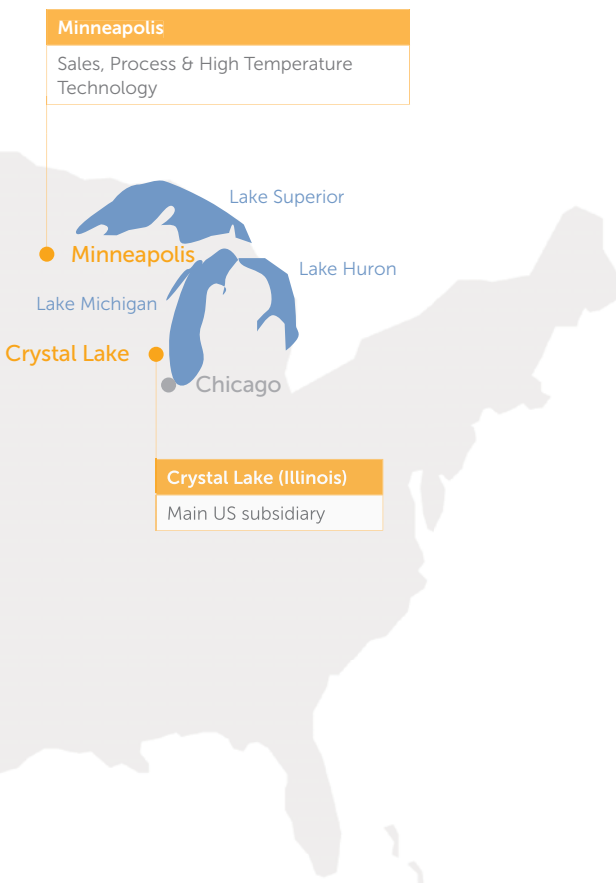 Minneapolis
Sales, Process & High Temperature
Technology
Lake Superior
Minneapolis
Lake Huron
Lake Michigan
Crystal Lake
Chicago
Crystal Lake (Illinois)
Main US subsidiary